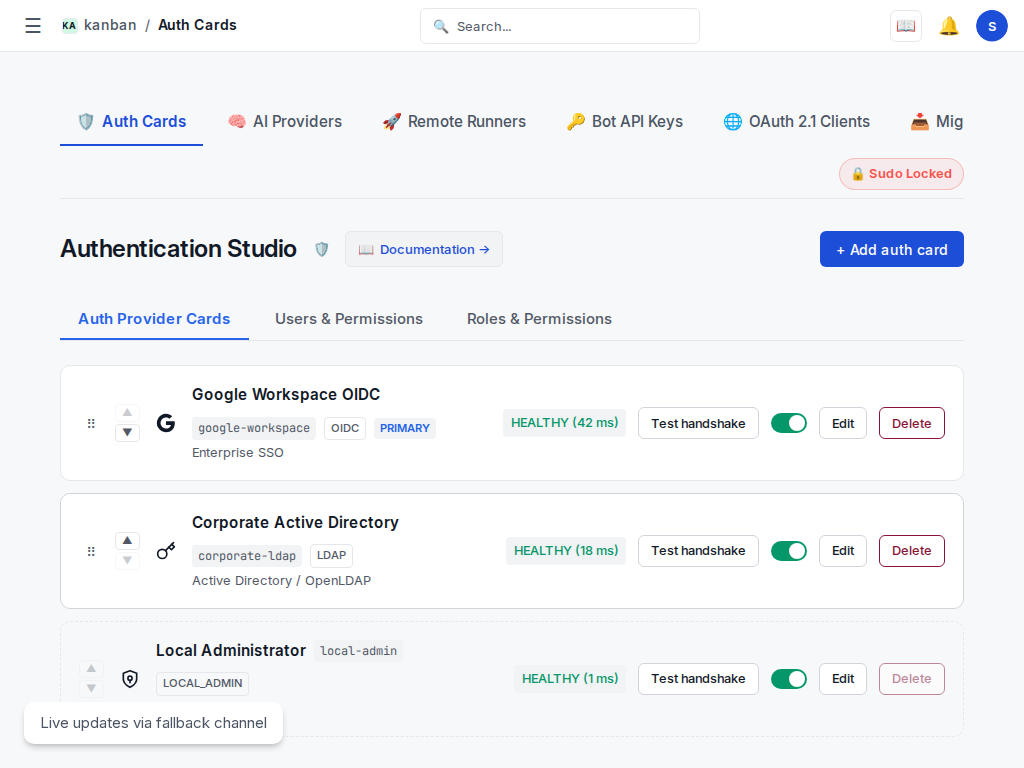 KA kanban / Auth Cards
Search...
S
Auth Cards
AI Providers
Remote Runners
Bot API Keys
OAuth 2.1 Clients
Mig
Sudo Locked
Authentication Studio
Documentation →
+ Add auth card
Auth Provider Cards
Users & Permissions
Roles & Permissions
Google Workspace OIDC
google-workspace OIDC PRIMARY
Enterprise SSO
HEALTHY (42 ms)
Test handshake
Edit
Delete
Corporate Active Directory
corporate-ldap LDAP
Active Directory / OpenLDAP
HEALTHY (18 ms)
Test handshake
Edit
Delete
Local Administrator local-admin
LOCAL_ADMIN
HEALTHY (1 ms)
Test handshake
Edit
Delete
Live updates via fallback channel